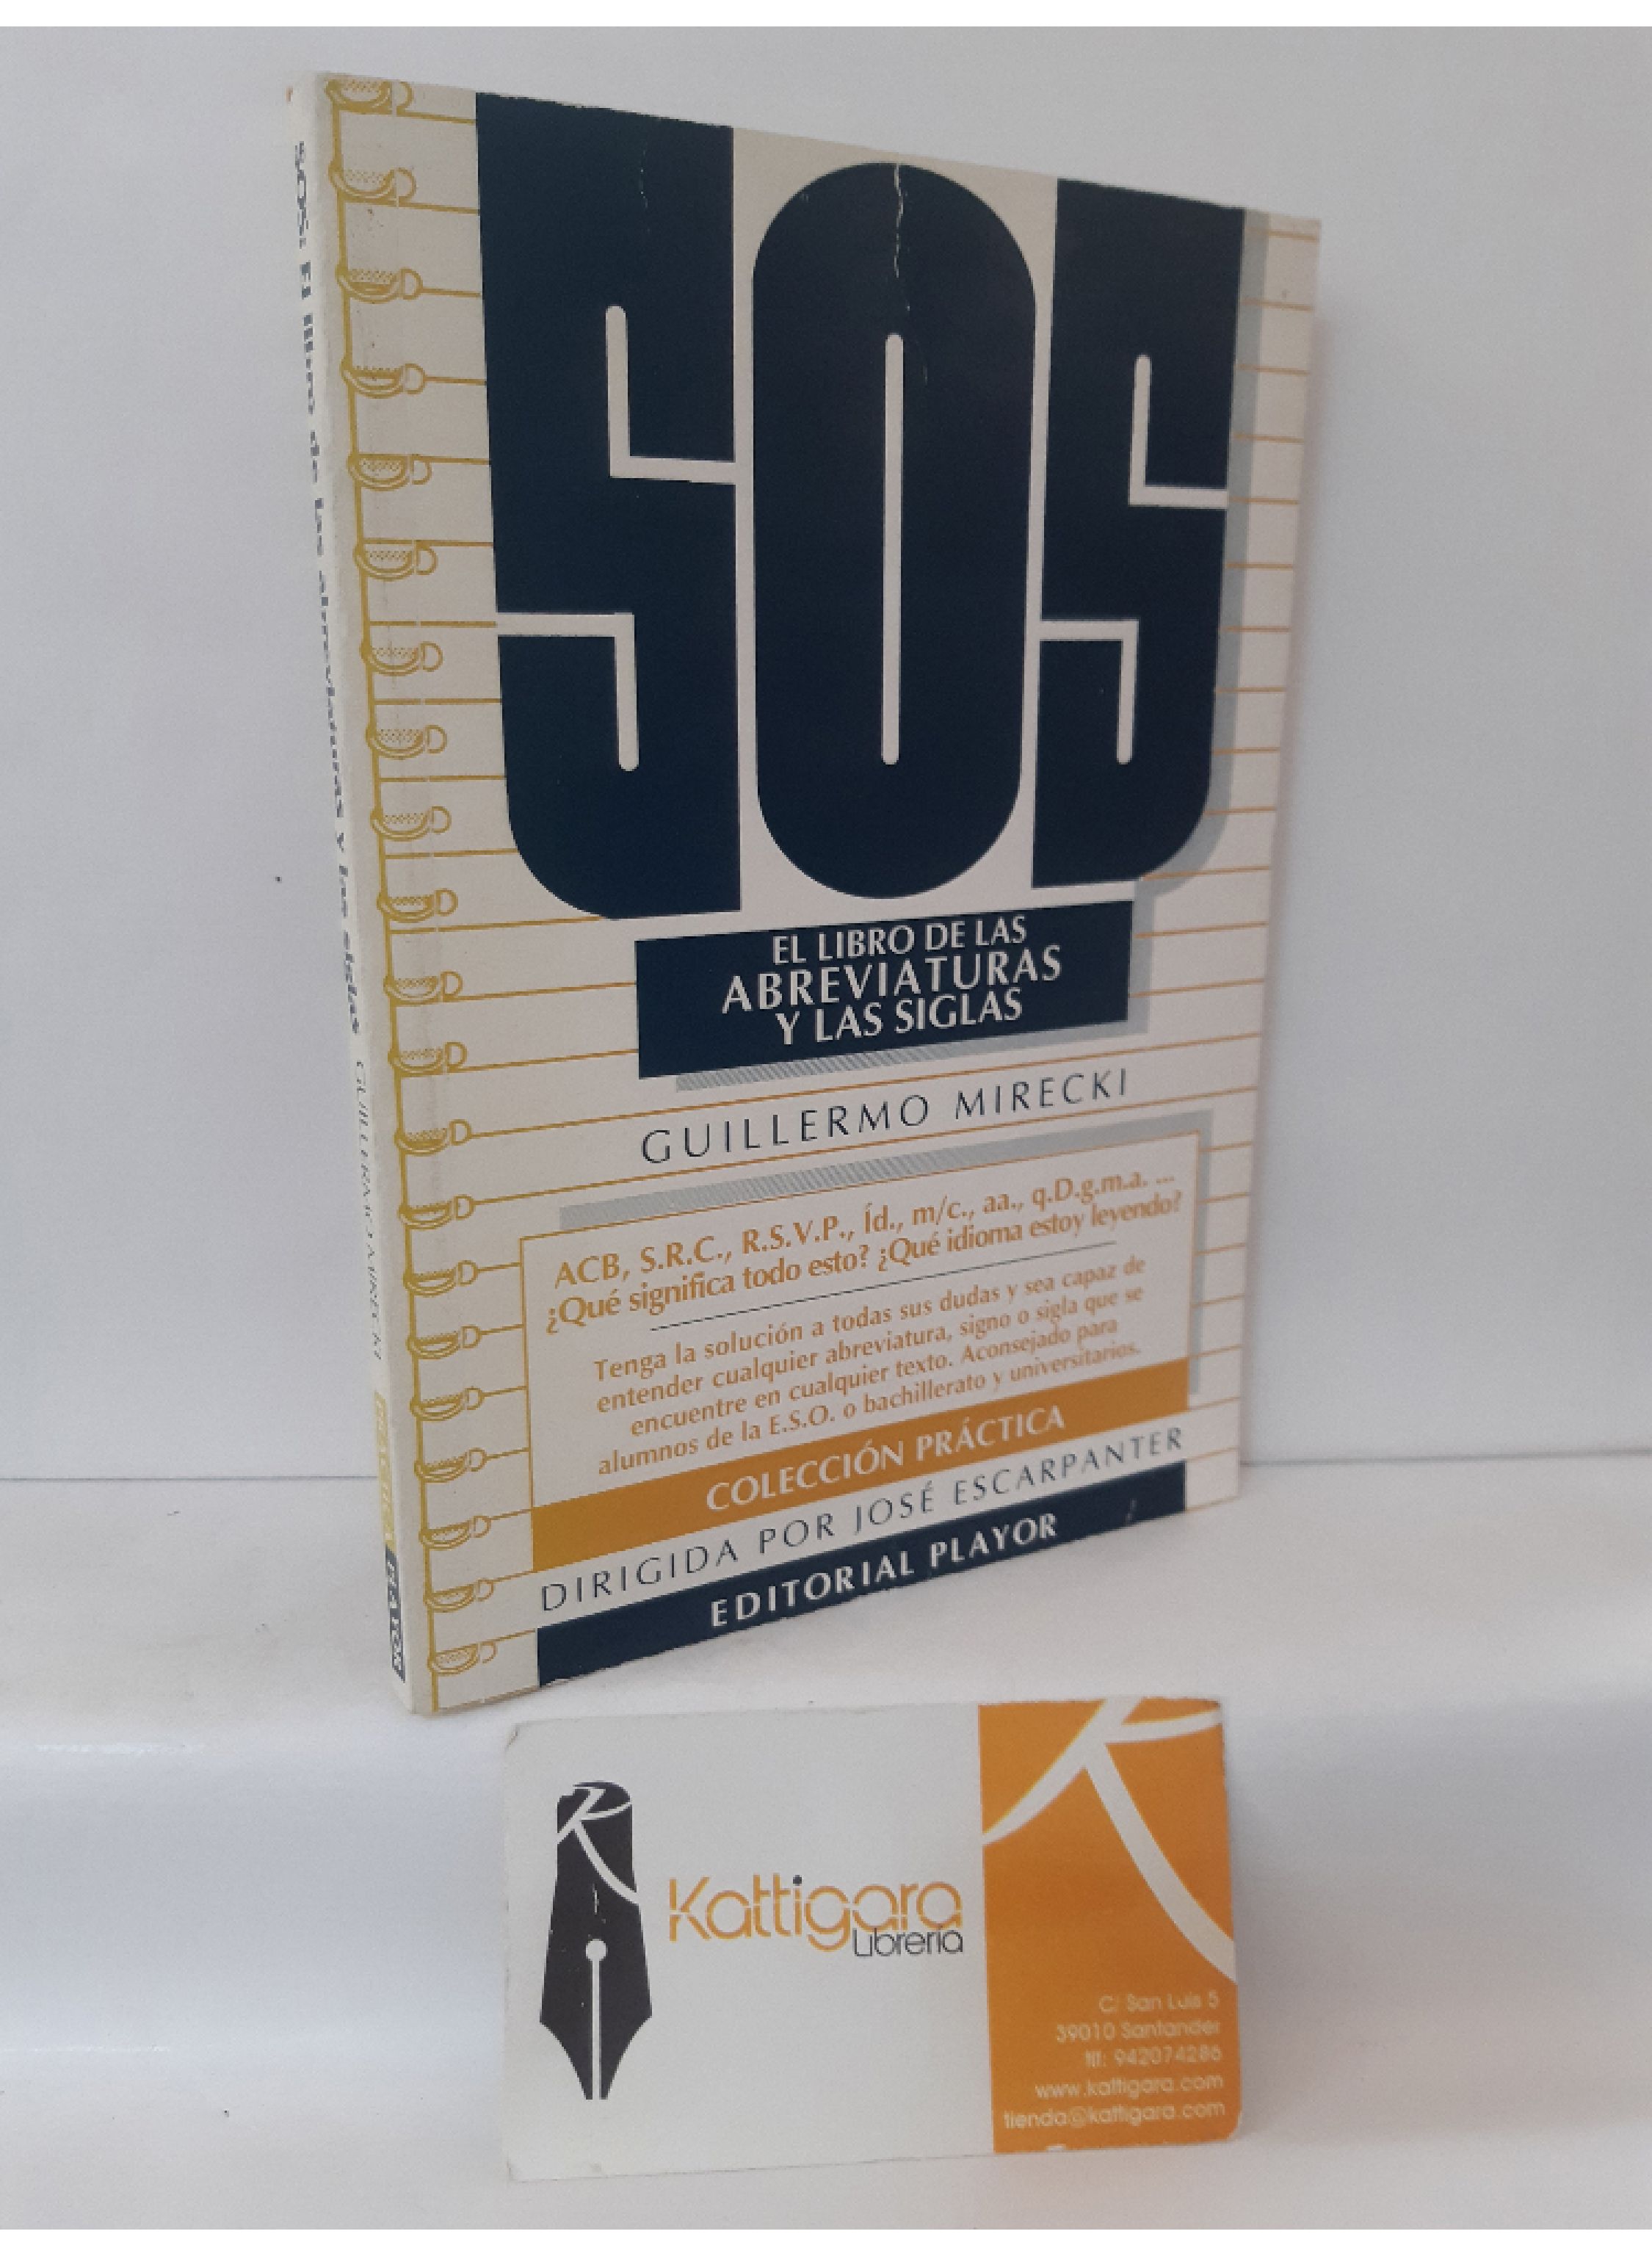 SOS
EL LIBRO DE LAS
ABREVIATURAS
Y LAS SIGLAS
GUILLERMO MIRECKI
ACB, S.R.C., R.S.V.P., Íd., m/c., aa., q.D.g.m.a. ...
¿Qué significa todo esto? ¿Qué idioma estoy leyendo?
Tenga la solución a todas sus dudas y sea capaz de
entender cualquier abreviatura, signo o sigla que se
encuentre en cualquier texto. Aconsejado para
alumnos de la E.S.O. o bachillerato y universitarios.
COLECCIÓN PRÁCTICA
DIRIGIDA POR JOSÉ ESCARPANTER
EDITORIAL PLAYOR
SOS: El libro de las abreviaturas y las siglas GUILLERMO MIRECKI PRÁCTICA PLAYOR
K
Kattigara
Librería
K
C/ San Luis 5
39010 Santander
tlf: 942074286
www.kattigara.com
tienda@kattigara.com